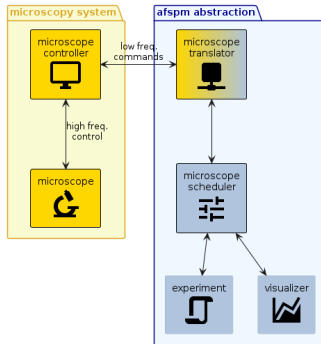 microscopy system
afspm abstraction
microscope
controller
low freq.
commands
microscope
translator
high freq.
control
microscope
microscope
scheduler
experiment
visualizer